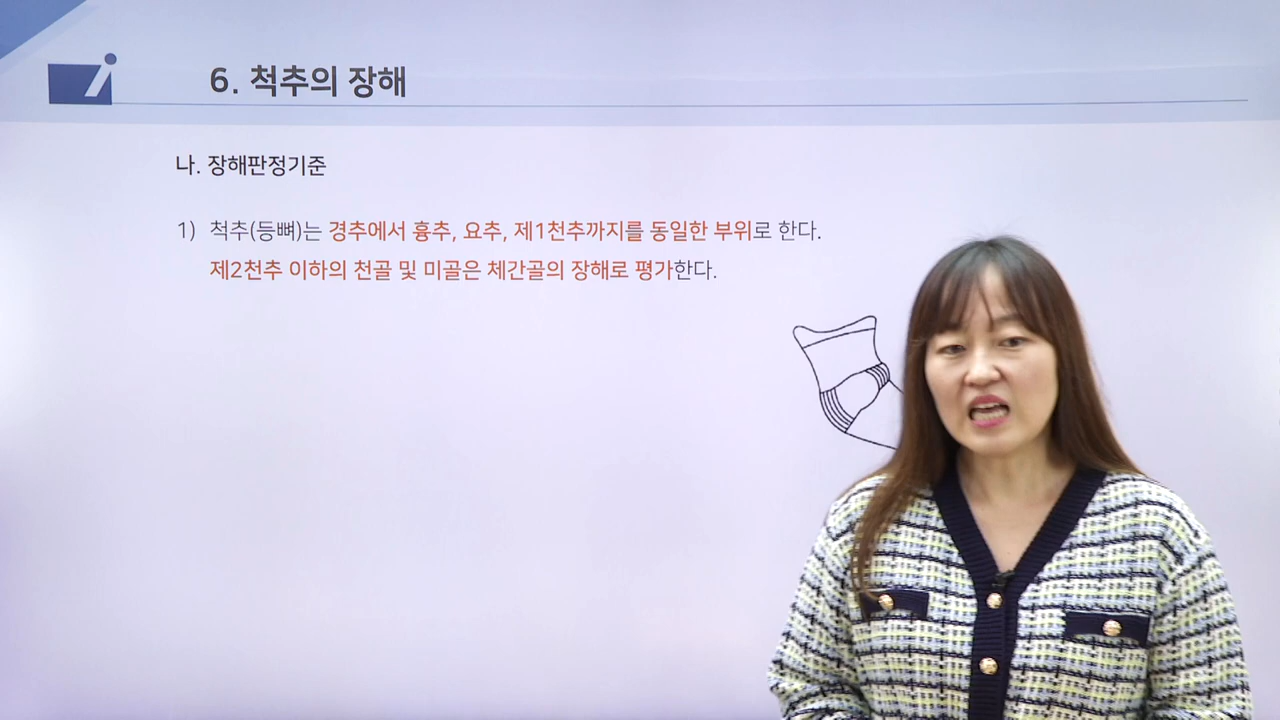 6. 척추의 장해
나. 장해판정기준
1) 척추(등뼈)는 경추에서 흉추, 요추, 제1천추까지를 동일한 부위로 한다.
제2천추 이하의 천골 및 미골은 체간골의 장해로 평가한다.